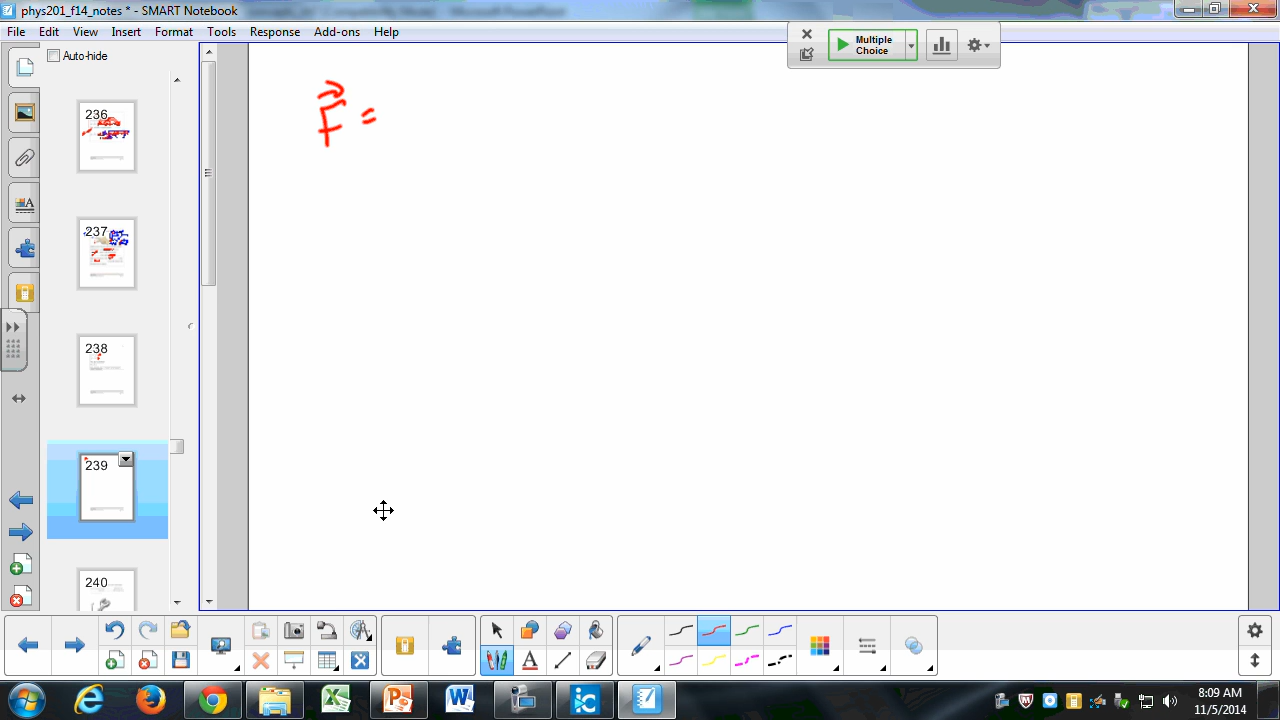 phys201_f14_notes * - SMART Notebook
File Edit View Insert Format Tools Response Help Add-ons Help
Auto-hide
Multiple
Choice
F⃗ =
236
237
238
239
240
8:09 AM
11/5/2014